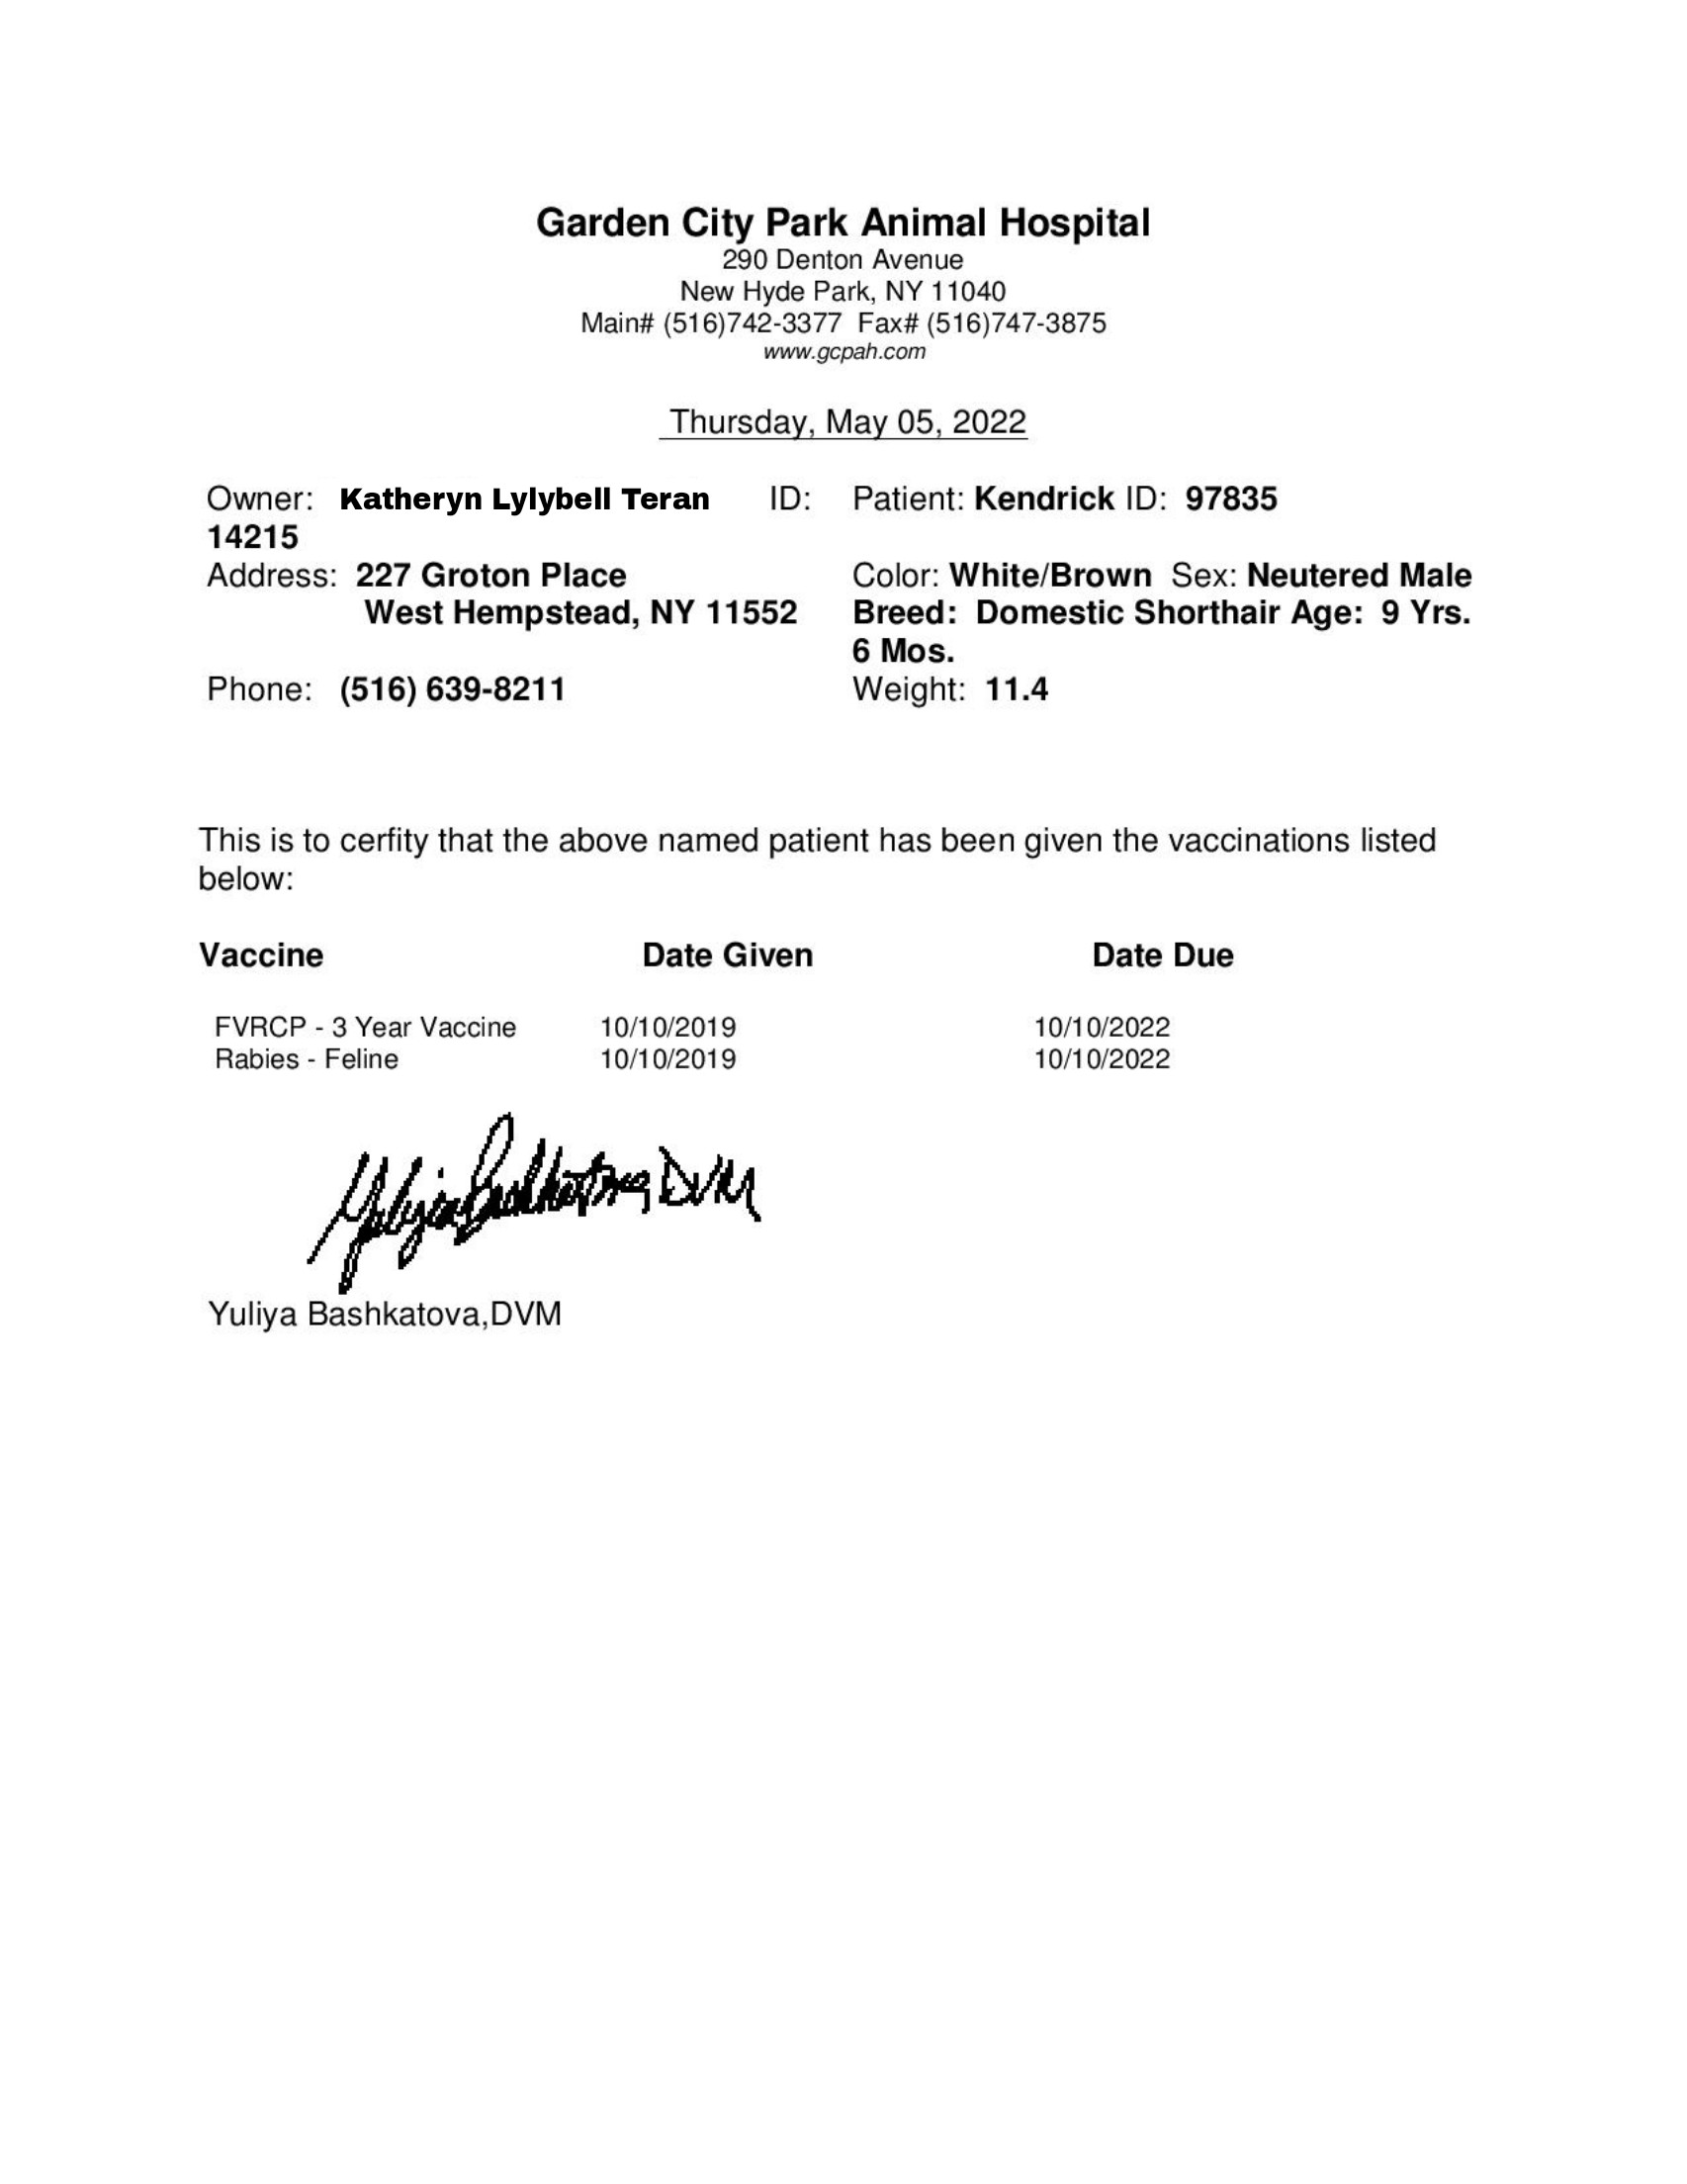 Garden City Park Animal Hospital
290 Denton Avenue
New Hyde Park, NY 11040
Main# (516)742-3377 Fax# (516)747-3875
www.gcpah.com
Thursday, May 05, 2022
Owner: Katheryn Lylybell Teran ID: 14215
Address: 227 Groton Place
West Hempstead, NY 11552
Phone: (516) 639-8211
Patient: Kendrick ID: 97835
Color: White/Brown Sex: Neutered Male
Breed: Domestic Shorthair Age: 9 Yrs.
6 Mos.
Weight: 11.4
This is to cerfity that the above named patient has been given the vaccinations listed
below:
Vaccine Date Given Date Due
FVRCP - 3 Year Vaccine 10/10/2019 10/10/2022
Rabies - Feline 10/10/2019 10/10/2022
Yuliya Bashkatova DVM
Yuliya Bashkatova,DVM